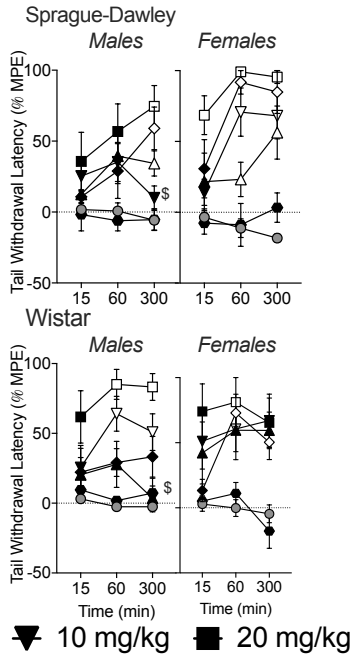 Sprague-Dawley
Males Females
Tail Withdrawal Latency (% MPE)
100
50
0
-50
$
15 60 300 15 60 300
Wistar
Males Females
Tail Withdrawal Latency (% MPE)
100
50
0
-50
$
15 60 300 15 60 300
Time (min) Time (min)
10 mg/kg 20 mg/kg